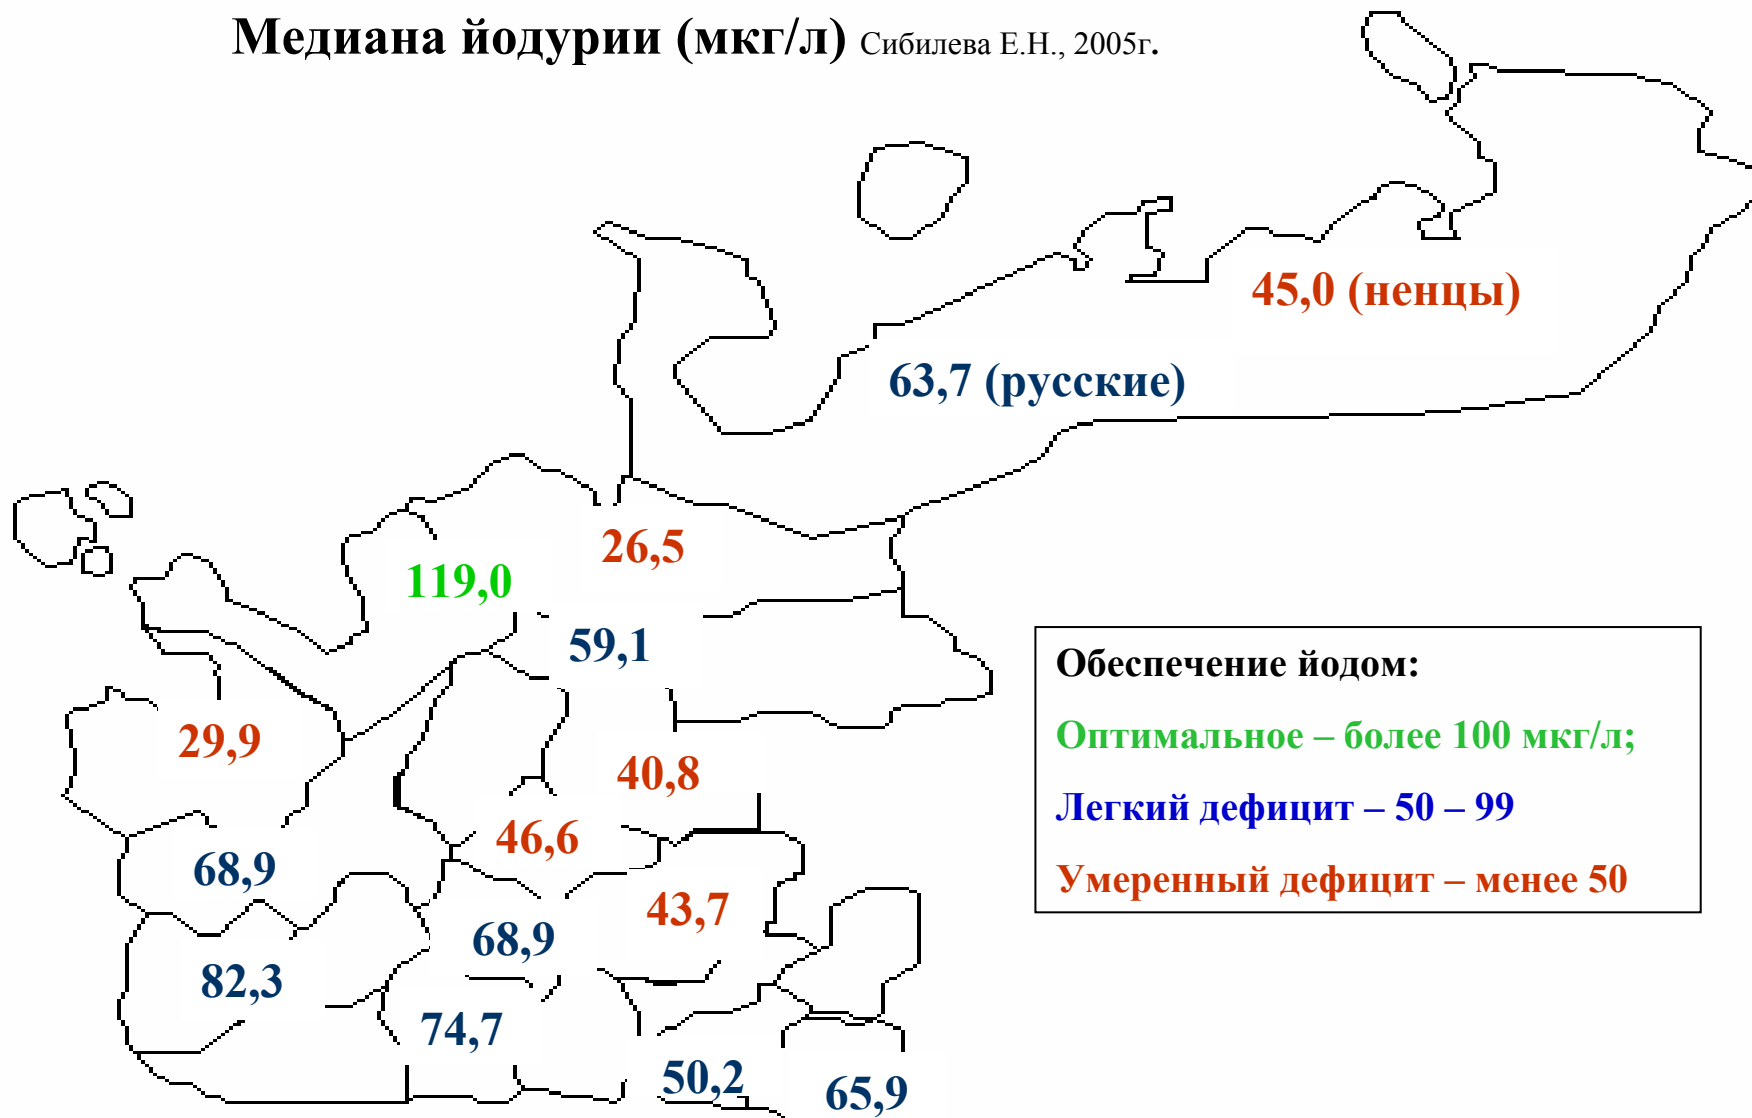 Медиана йодурии (мкг/л) Сибилева Е.Н., 2005г.
45,0 (ненцы)
63,7 (русские)
26,5
119,0
59,1
29,9
40,8
46,6
68,9
43,7
68,9
82,3
74,7
50,2
65,9
Обеспечение йодом:
Оптимальное – более 100 мкг/л;
Легкий дефицит – 50 – 99
Умеренный дефицит – менее 50